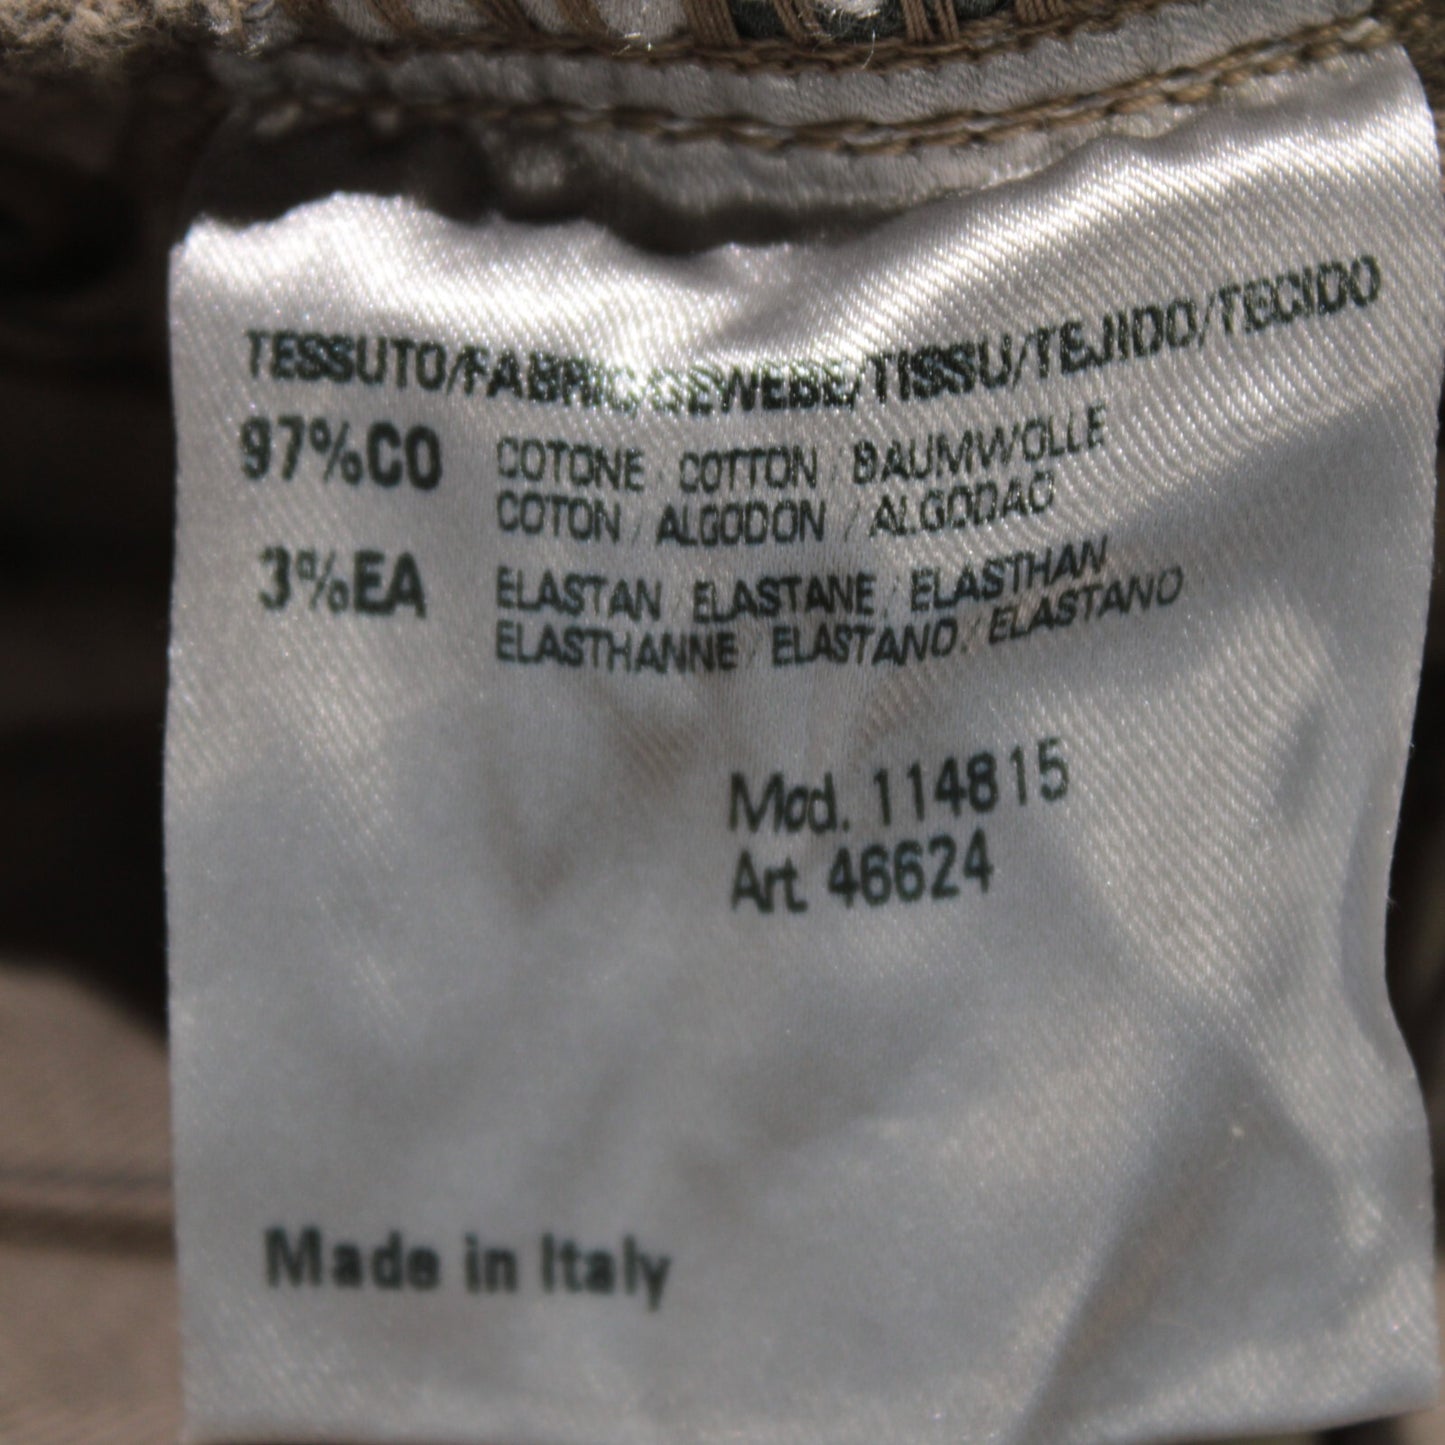 TESSUTO/FABRIC/GEWEBE/TISSU/TEJIDO/TECIDO
97%CO COTONE / COTTON / BAUMWOLLE
COTON / ALGODON / ALGODAO
3%EA ELASTAN / ELASTANE / ELASTHAN
ELASTHANNE / ELASTANO / ELASTANO
Mod. 114815
Art. 46624
Made in Italy